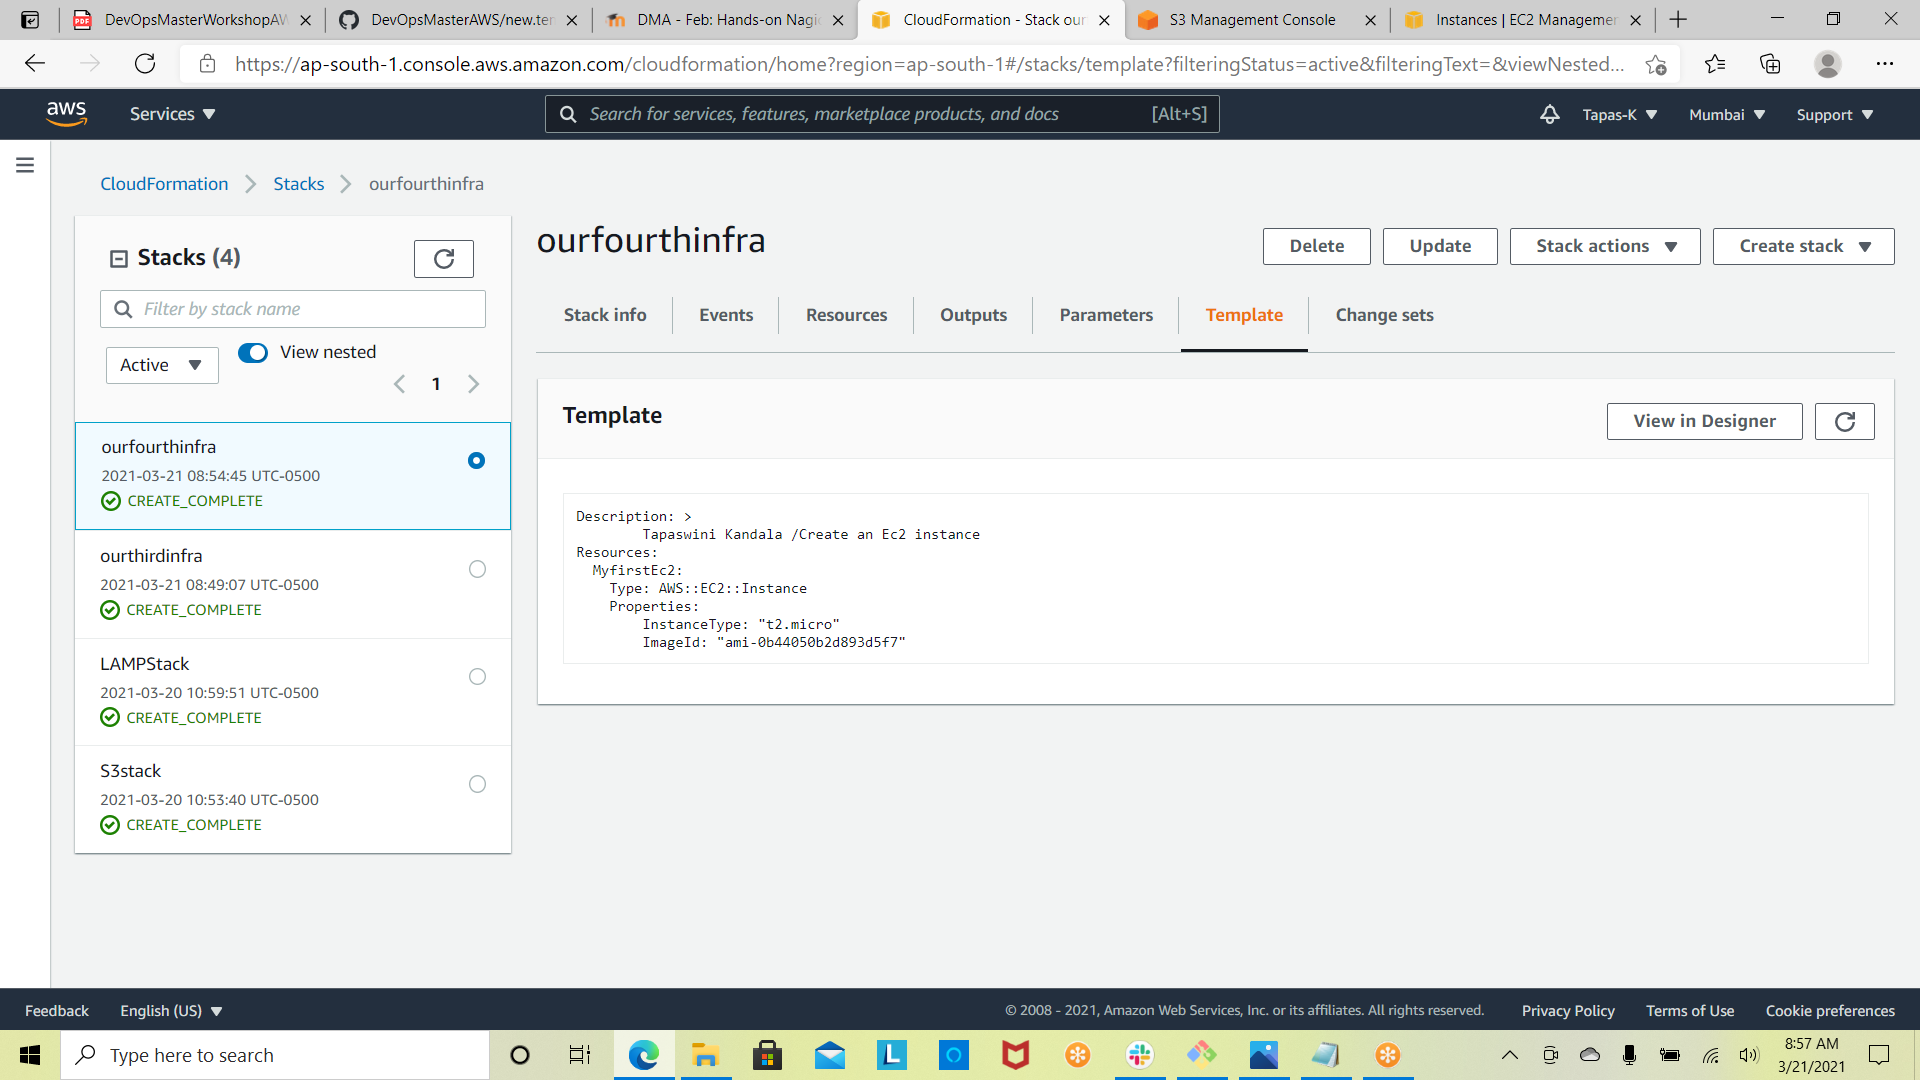 DevOpsMasterWorkshopAW
DevOpsMasterAWS/new.ter
DMA - Feb: Hands-on Nagio
CloudFormation - Stack our
S3 Management Console
Instances | EC2 Managemen
https://ap-south-1.console.aws.amazon.com/cloudformation/home?region=ap-south-1#/stacks/template?filteringStatus=active&filteringText=&viewNested...
aws
Services
Search for services, features, marketplace products, and docs
[Alt+S]
Tapas-K
Mumbai
Support
CloudFormation
Stacks
ourfourthinfra
Stacks (4)
Filter by stack name
Active
View nested
1
ourfourthinfra
2021-03-21 08:54:45 UTC-0500
CREATE_COMPLETE
ourthirdinfra
2021-03-21 08:49:07 UTC-0500
CREATE_COMPLETE
LAMPStack
2021-03-20 10:59:51 UTC-0500
CREATE_COMPLETE
S3stack
2021-03-20 10:53:40 UTC-0500
CREATE_COMPLETE
ourfourthinfra
Delete
Update
Stack actions
Create stack
Stack info
Events
Resources
Outputs
Parameters
Template
Change sets
Template
View in Designer
Description: >
Tapaswini Kandala /Create an Ec2 instance
Resources:
MyfirstEc2:
Type: AWS::EC2::Instance
Properties:
InstanceType: "t2.micro"
ImageId: "ami-0b44050b2d893d5f7"
Feedback
English (US)
© 2008 - 2021, Amazon Web Services, Inc. or its affiliates. All rights reserved.
Privacy Policy
Terms of Use
Cookie preferences
Type here to search
8:57 AM
3/21/2021